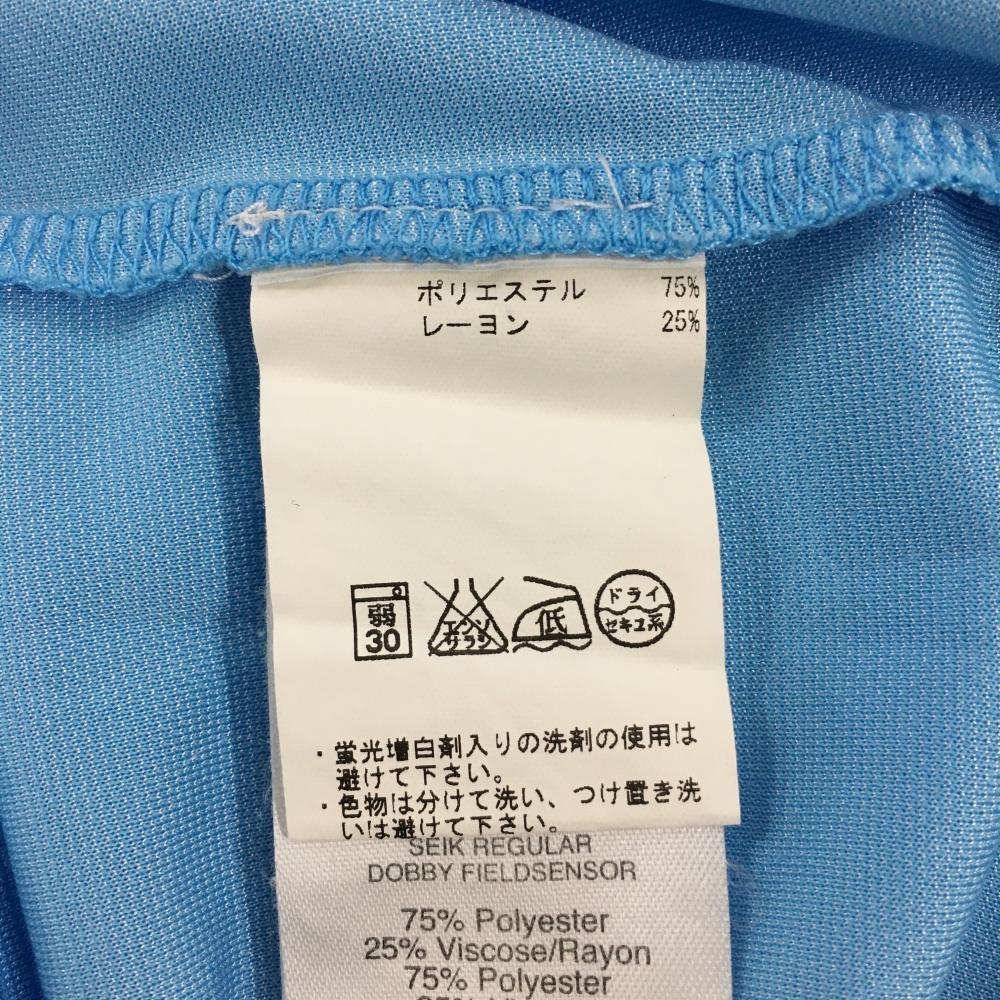 ポリエステル 75%
レーヨン 25%
弱
30
エンソ
サラシ
低
ドライ
セキユ系
・蛍光増白剤入りの洗剤の使用は
避けて下さい。
・色物は分けて洗い、つけ置き洗
いは避けて下さい。
SEIK REGULAR
DOBBY FIELDSENSOR
75% Polyester
25% Viscose/Rayon
75% Polyester